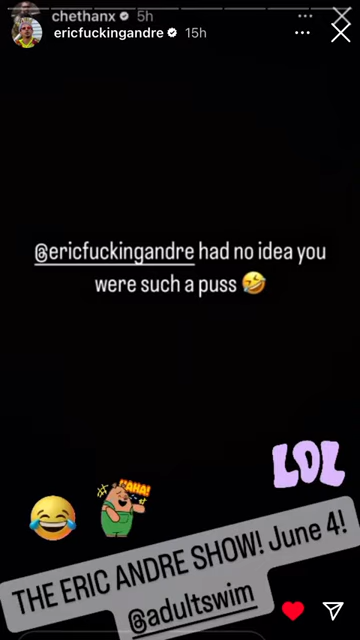 chethanx 5h
ericfuckingandre 15h
@ericfuckingandre had no idea you
were such a puss 🤣
LOL
HAHA!
THE ERIC ANDRE SHOW! June 4!
@adultswim